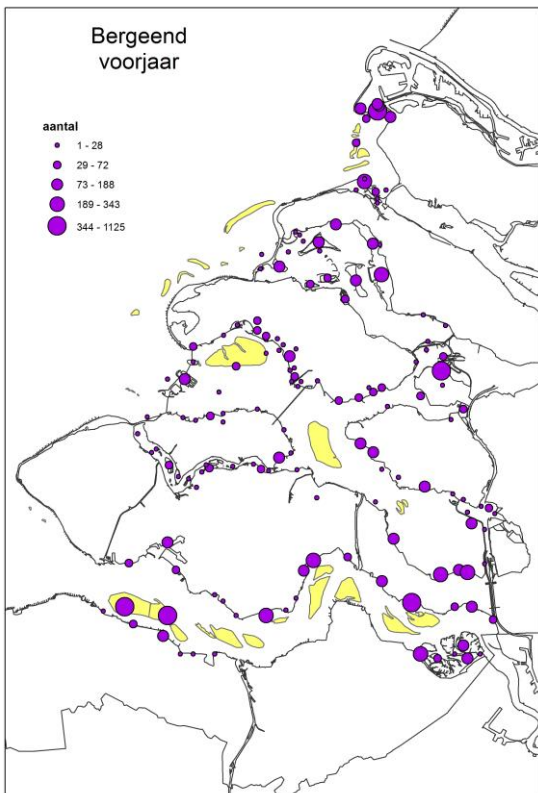 Bergeend
voorjaar
aantal
1 - 28
29 - 72
73 - 188
189 - 343
344 - 1125